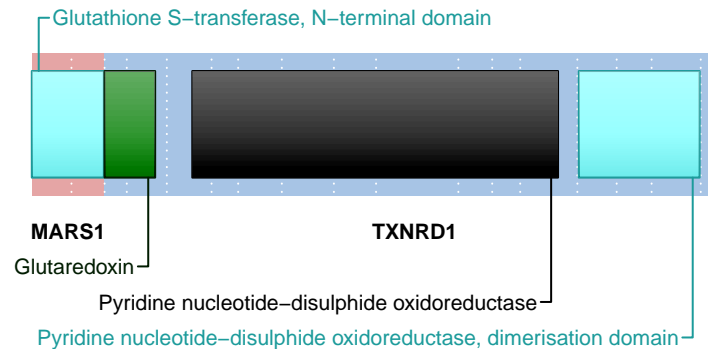 Glutathione S−transferase, N−terminal domain
MARS1 TXNRD1
Glutaredoxin
Pyridine nucleotide−disulphide oxidoreductase
Pyridine nucleotide−disulphide oxidoreductase, dimerisation domain